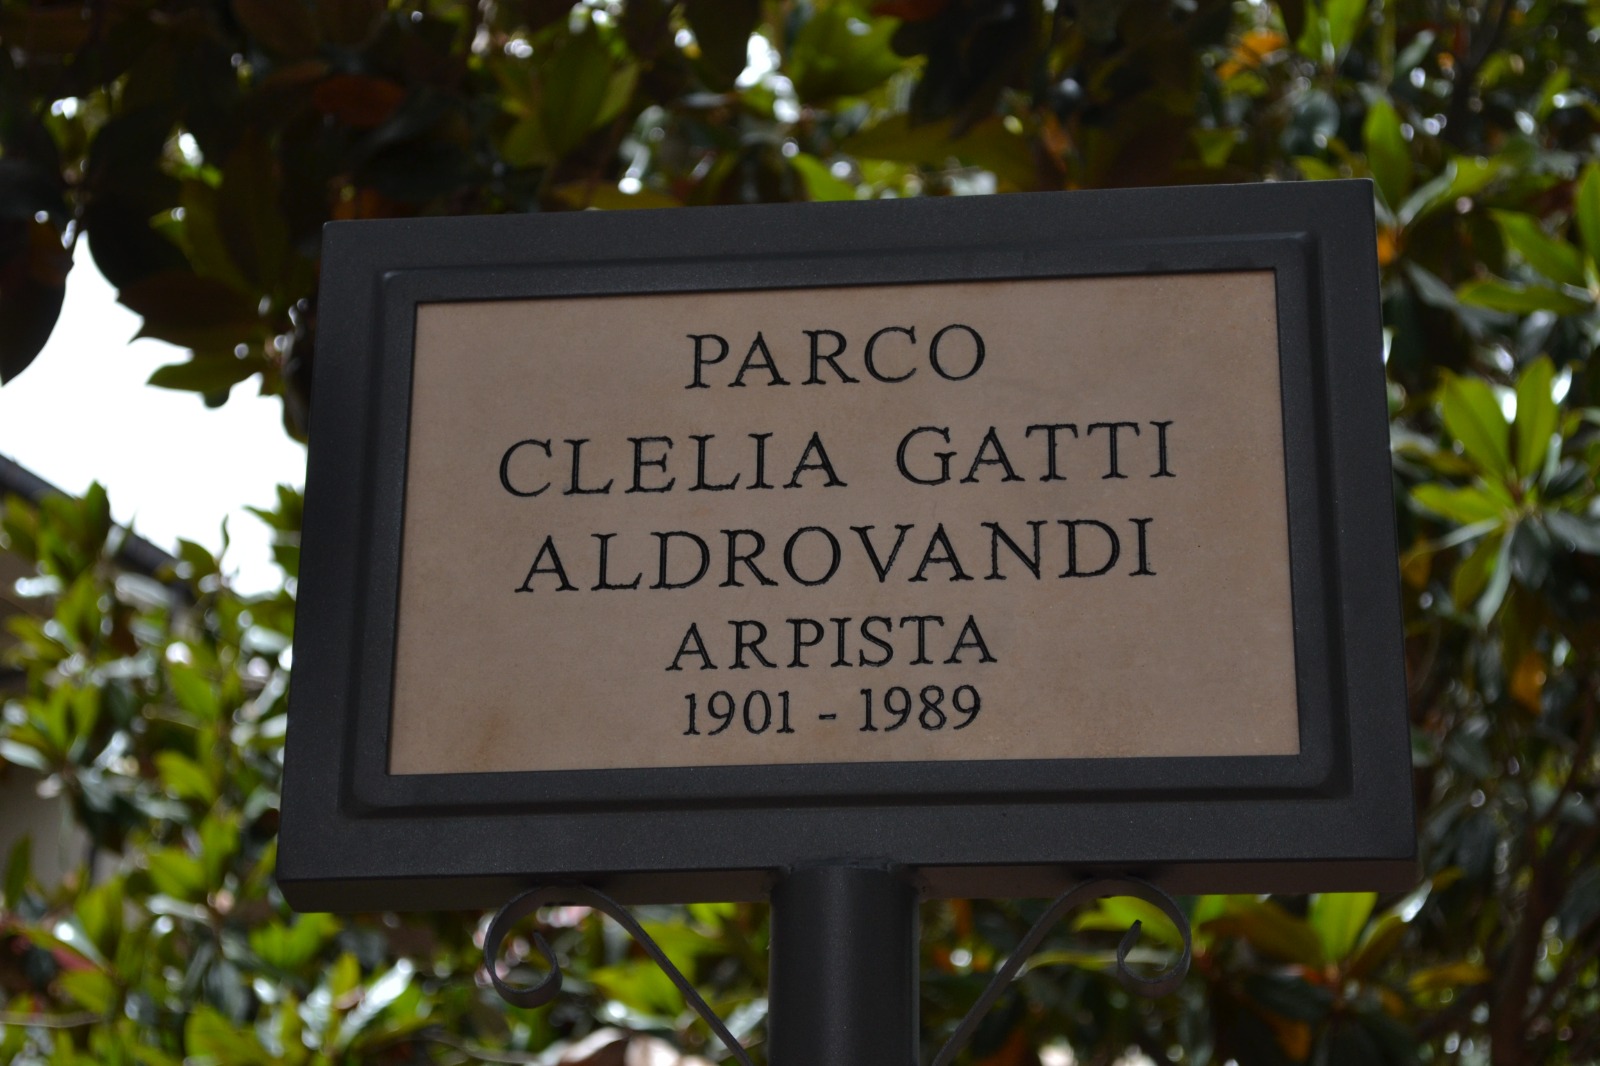 PARCO
CLELIA GATTI
ALDROVANDI
ARPISTA
1901 - 1989